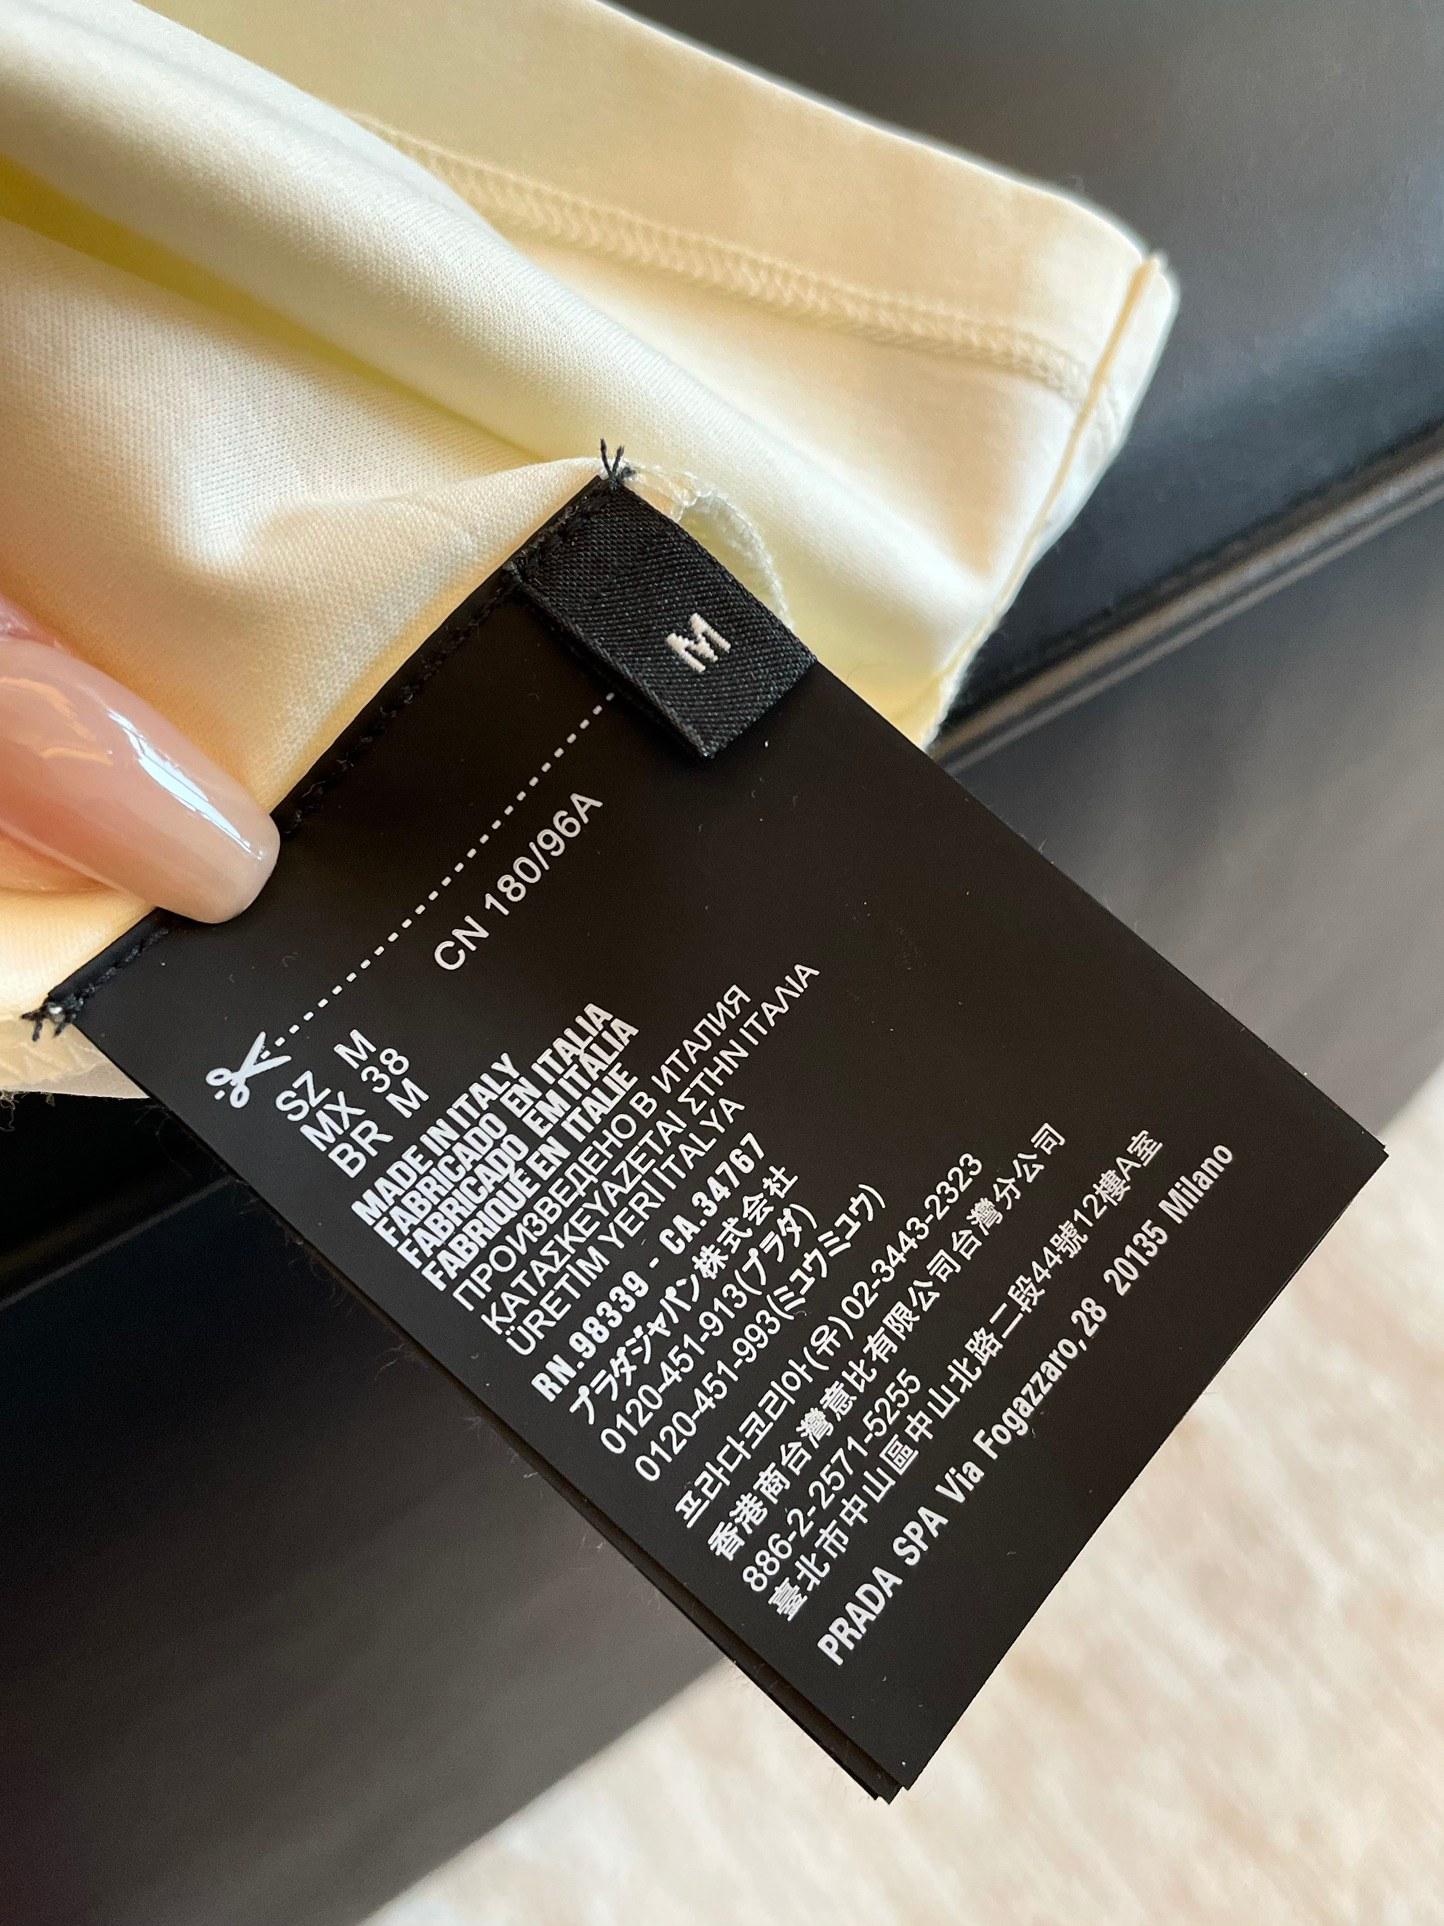 M
CN 180/96A
SZ M
MX 38
BR M
MADE IN ITALY
FABRICADO EN ITALIA
FABRICADO EM ITÁLIA
FABRIQUE EN ITALIE
ПРОИЗВЕДЕНО В ИТАЛИЯ
ΚΑΤΑΣΚΕΥΑΖΕΤΑΙ ΣΤΗΝ ΙΤΑΛΙΑ
ÜRETİM YERİ İTALYA
RN.98339 - CA.34767
プラダジャパン株式会社
0120-451-913(プラダ)
0120-451-993(ミュウミュウ)
프라다코리아(유)02-3443-2323
香港商台灣意比有限公司台灣分公司
886-2-2571-5255
臺北市中山區中山北路二段44號12樓A室
PRADA SPA Via Fogazzaro,28 20135 Milano